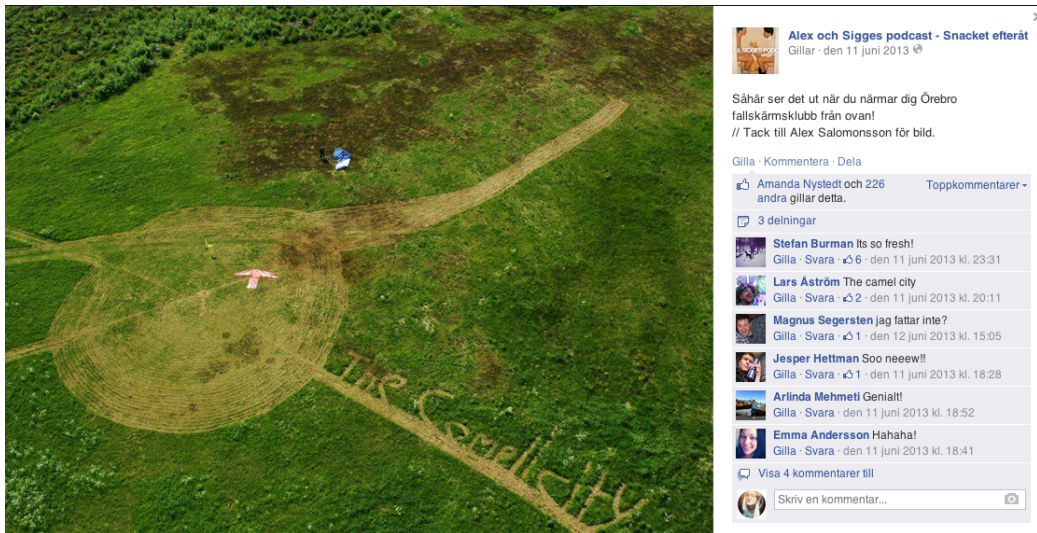 The Camelcitty
Alex och Sigges podcast - Snacket efteråt
Gillar · den 11 juni 2013
Såhär ser det ut när du närmar dig Örebro
fallskärmsklubb från ovan!
// Tack till Alex Salomonsson för bild.
Gilla · Kommentera · Dela
Amanda Nystedt och 226
andra gillar detta.
Toppkommentarer
3 delningar
Stefan Burman Its so fresh!
Gilla · Svara · 6 · den 11 juni 2013 kl. 23:31
Lars Åström The camel city
Gilla · Svara · 2 · den 11 juni 2013 kl. 20:11
Magnus Segersten jag fattar inte?
Gilla · Svara · 1 · den 12 juni 2013 kl. 15:05
Jesper Hettman Soo neeew!!
Gilla · Svara · 1 · den 11 juni 2013 kl. 18:28
Arlinda Mehmeti Genialt!
Gilla · Svara · den 11 juni 2013 kl. 18:52
Emma Andersson Hahaha!
Gilla · Svara · den 11 juni 2013 kl. 18:41
Visa 4 kommentarer till
Skriv en kommentar...